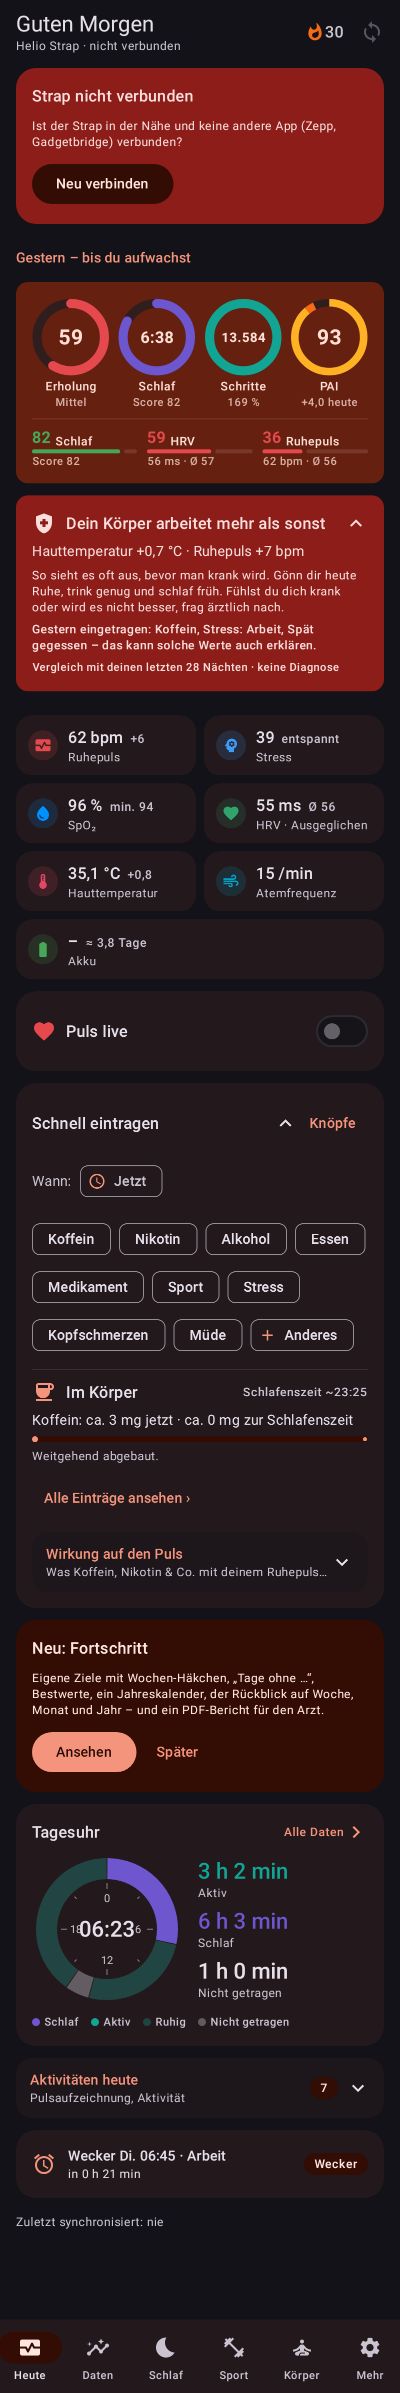 Guten Morgen
Helio Strap · nicht verbunden
30
Strap nicht verbunden
Ist der Strap in der Nähe und keine andere App (Zepp,
Gadgetbridge) verbunden?
Neu verbinden
Gestern – bis du aufwachst
59
6:38
13.584
93
Erholung
Schlaf
Schritte
PAI
Mittel
Score 82
169 %
+4,0 heute
82 Schlaf
59 HRV
36 Ruhepuls
Score 82
56 ms · Ø 57
62 bpm · Ø 56
Dein Körper arbeitet mehr als sonst
Hauttemperatur +0,7 °C · Ruhepuls +7 bpm
So sieht es oft aus, bevor man krank wird. Gönn dir heute
Ruhe, trink genug und schlaf früh. Fühlst du dich krank
oder wird es nicht besser, frag ärztlich nach.
Gestern eingetragen: Koffein, Stress: Arbeit, Spät
gegessen – das kann solche Werte auch erklären.
Vergleich mit deinen letzten 28 Nächten · keine Diagnose
62 bpm +6
Ruhepuls
39 entspannt
Stress
96 % min. 94
SpO₂
55 ms Ø 56
HRV · Ausgeglichen
35,1 °C +0,8
Hauttemperatur
15 /min
Atemfrequenz
– ≈ 3,8 Tage
Akku
Puls live
Schnell eintragen
Knöpfe
Wann: Jetzt
Koffein Nikotin Alkohol Essen
Medikament Sport Stress
Kopfschmerzen Müde + Anderes
Im Körper
Schlafenszeit ~23:25
Koffein: ca. 3 mg jetzt · ca. 0 mg zur Schlafenszeit
Weitgehend abgebaut.
Alle Einträge ansehen ›
Wirkung auf den Puls
Was Koffein, Nikotin & Co. mit deinem Ruhepuls…
Neu: Fortschritt
Eigene Ziele mit Wochen-Häkchen, „Tage ohne …“,
Bestwerte, ein Jahreskalender, der Rückblick auf Woche,
Monat und Jahr – und ein PDF-Bericht für den Arzt.
Ansehen
Später
Tagesuhr
Alle Daten
0
18
06:23
6
12
3 h 2 min
Aktiv
6 h 3 min
Schlaf
1 h 0 min
Nicht getragen
Schlaf Aktiv Ruhig Nicht getragen
Aktivitäten heute
Pulsaufzeichnung, Aktivität
7
Wecker Di. 06:45 · Arbeit
in 0 h 21 min
Wecker
Zuletzt synchronisiert: nie
Heute
Daten
Schlaf
Sport
Körper
Mehr